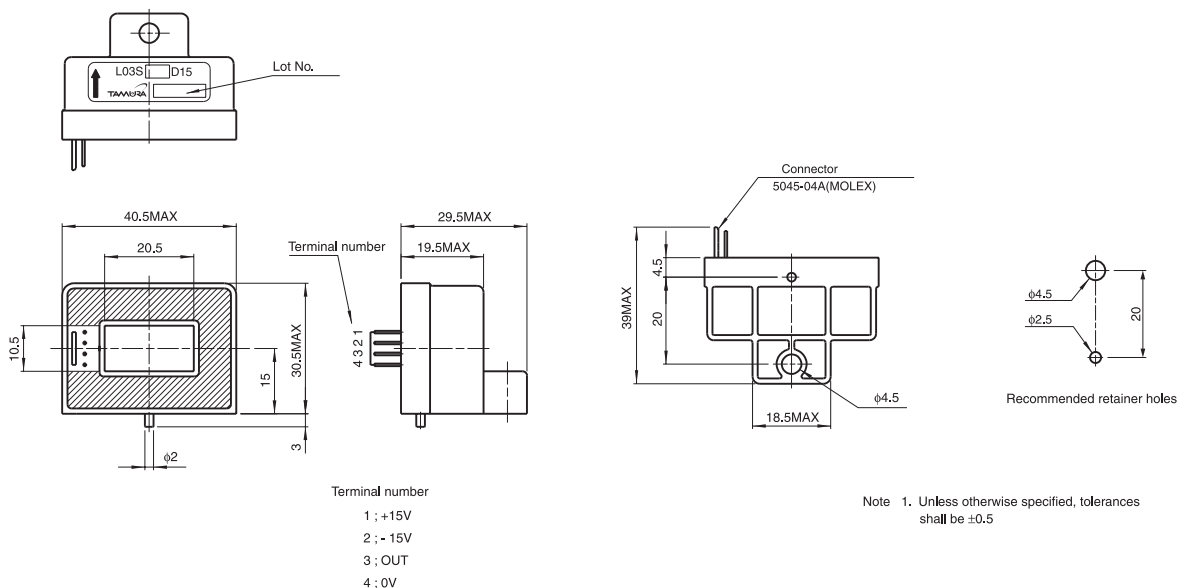 L03S D15
TAMURA
Lot No.
Connector
5045-04A(MOLEX)
40.5MAX
20.5
10.5
30.5MAX
15
3
φ2
Terminal number
4 3 2 1
29.5MAX
19.5MAX
39MAX
4.5
20
φ4.5
18.5MAX
φ4.5
φ2.5
20
Recommended retainer holes
Terminal number
1 ; +15V
2 ; - 15V
3 ; OUT
4 ; 0V
Note 1. Unless otherwise specified, tolerances
shall be ±0.5